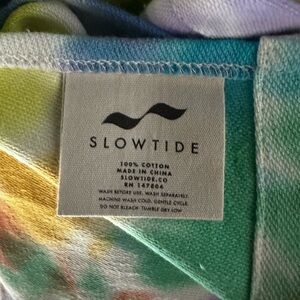 SLOWTIDE
100% COTTON
MADE IN CHINA
SLOWTIDE.CO
RN 147804
WASH BEFORE USE. WASH SEPARATELY.
MACHINE WASH COLD. GENTLE CYCLE.
DO NOT BLEACH. TUMBLE DRY LOW.